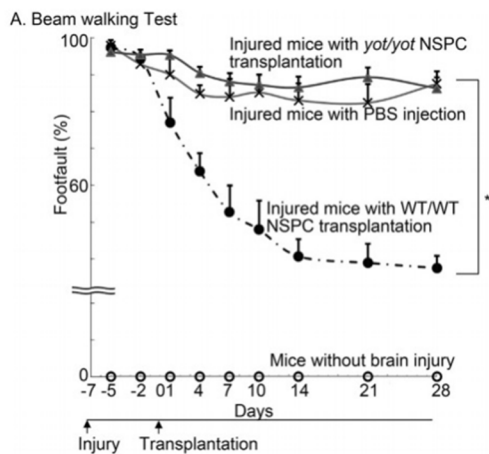 A. Beam walking Test
100
Injured mice with yot/yot NSPC
transplantation
Injured mice with PBS injection
Footfault (%)
60
*
Injured mice with WT/WT
NSPC transplantation
Mice without brain injury
0
-7 -5 -2 0 1 4 7 10 14 21 28
Days
Injury Transplantation